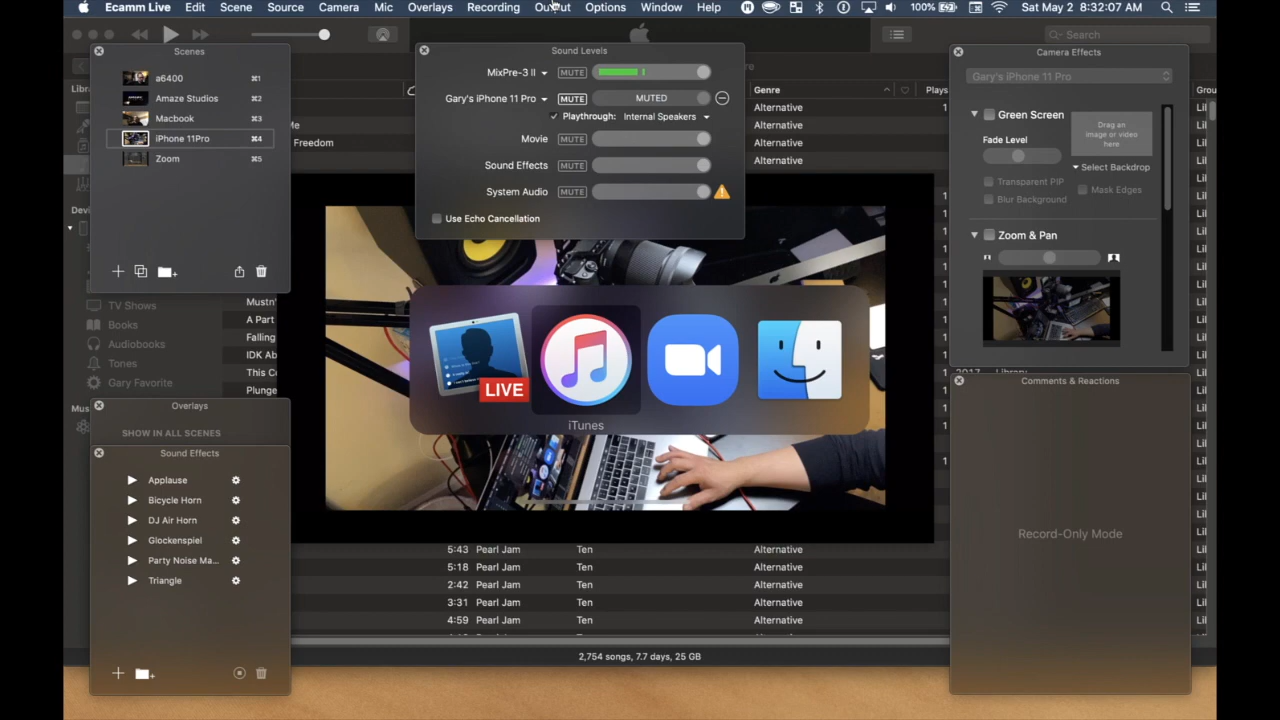 Ecamm Live Edit Scene Source Camera Mic Overlays Recording Output Options Window Help 100% Sat May 2 8:32:07 AM
Search
Scenes
a6400 ⌘1
Amaze Studios ⌘2
Macbook ⌘3
iPhone 11Pro ⌘4
Zoom ⌘5
Sound Levels
MixPre-3 II MUTE
Gary's iPhone 11 Pro MUTE MUTED
Playthrough: Internal Speakers
Movie MUTE
Sound Effects MUTE
System Audio MUTE
Use Echo Cancellation
Camera Effects
Gary's iPhone 11 Pro
Green Screen
Fade Level
Drag an
image or video
here
Select Backdrop
Transparent PIP
Mask Edges
Blur Background
Zoom & Pan
Genre Plays
Alternative
Alternative
Alternative
Alternative
Me
Freedom
TV Shows
Books
Audiobooks
Tones
Gary Favorite
Mustn'
A Part
Falling
IDK Ab
This C
Plunge
LIVE
iTunes
Overlays
SHOW IN ALL SCENES
Sound Effects
Applause
Bicycle Horn
DJ Air Horn
Glockenspiel
Party Noise Ma...
Triangle
Comments & Reactions
Record-Only Mode
5:43 Pearl Jam Ten Alternative
5:18 Pearl Jam Ten Alternative
2:42 Pearl Jam Ten Alternative
3:31 Pearl Jam Ten Alternative
4:59 Pearl Jam Ten Alternative
2,754 songs, 7.7 days, 25 GB